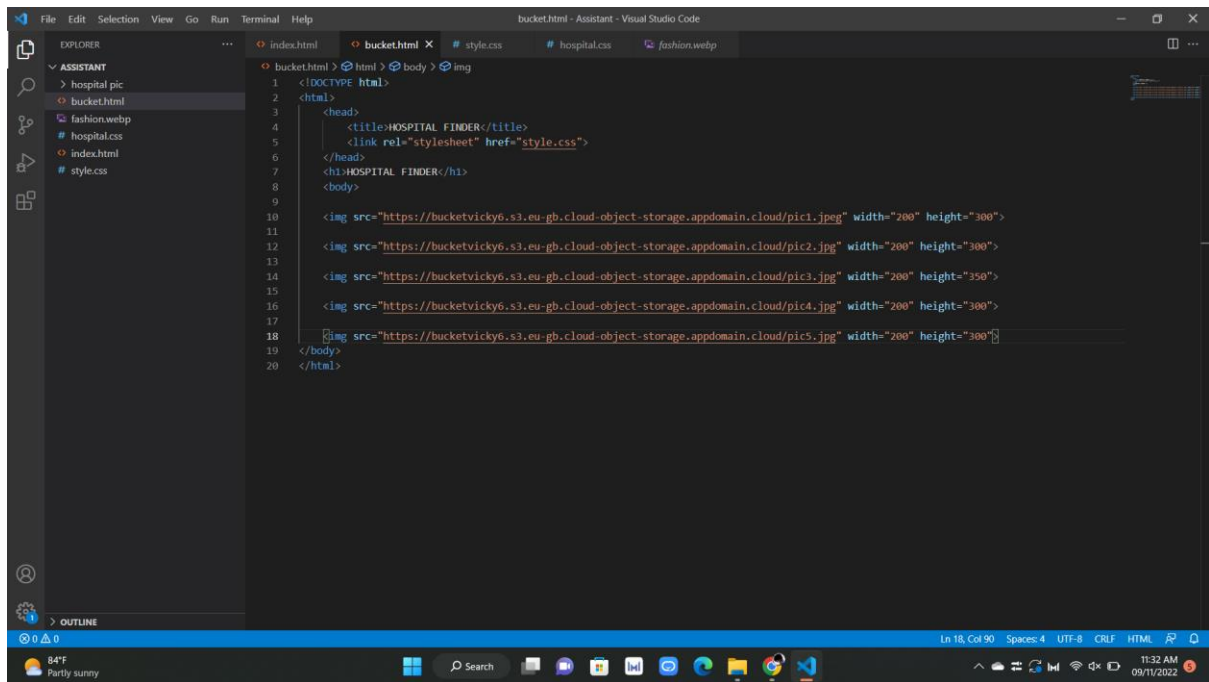 File Edit Selection View Go Run Terminal Help bucket.html - Assistant - Visual Studio Code
EXPLORER ··· index.html bucket.html # style.css # hospital.css fashion.webp
ASSISTANT bucket.html > html > body > img
hospital pic
bucket.html
fashion.webp
# hospital.css
index.html
# style.css
1 <!DOCTYPE html>
2 <html>
3 <head>
4 <title>HOSPITAL FINDER</title>
5 <link rel="stylesheet" href="style.css">
6 </head>
7 <h1>HOSPITAL FINDER</h1>
8 <body>
9
10 <img src="https://bucketvicky6.s3.eu-gb.cloud-object-storage.appdomain.cloud/pic1.jpeg" width="200" height="300">
11
12 <img src="https://bucketvicky6.s3.eu-gb.cloud-object-storage.appdomain.cloud/pic2.jpg" width="200" height="300">
13
14 <img src="https://bucketvicky6.s3.eu-gb.cloud-object-storage.appdomain.cloud/pic3.jpg" width="200" height="350">
15
16 <img src="https://bucketvicky6.s3.eu-gb.cloud-object-storage.appdomain.cloud/pic4.jpg" width="200" height="300">
17
18 <img src="https://bucketvicky6.s3.eu-gb.cloud-object-storage.appdomain.cloud/pic5.jpg" width="200" height="300">
19 </body>
20 </html>
OUTLINE
1
0 0 Ln 18, Col 90 Spaces: 4 UTF-8 CRLF HTML
84°F
Partly sunny
Search
11:32 AM
09/11/2022
5